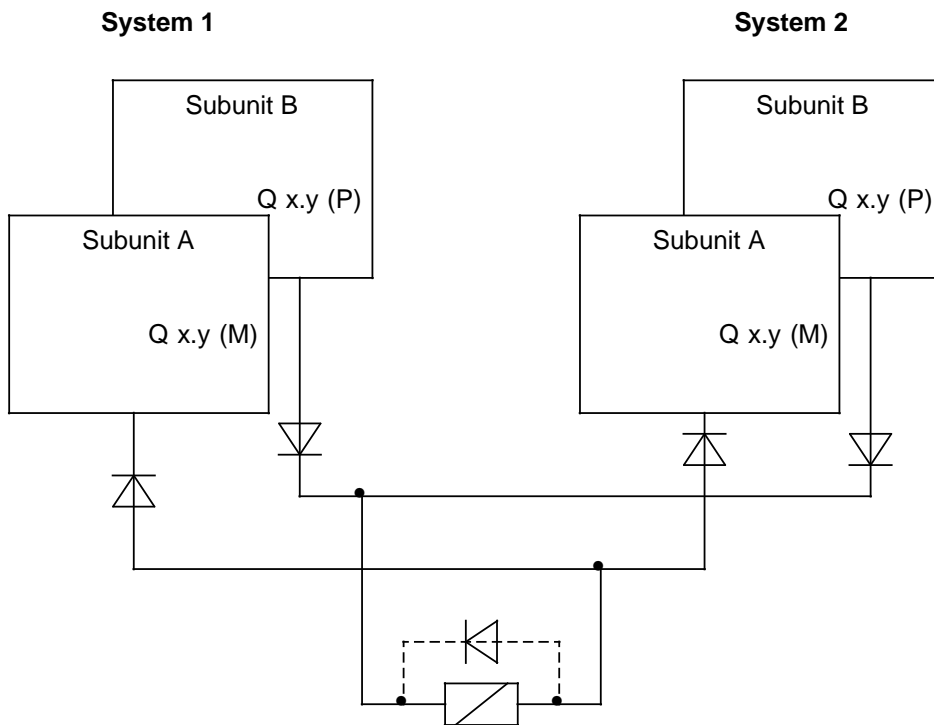 System 1
System 2
Subunit B
Subunit B
Q x.y (P)
Q x.y (P)
Subunit A
Subunit A
Q x.y (M)
Q x.y (M)